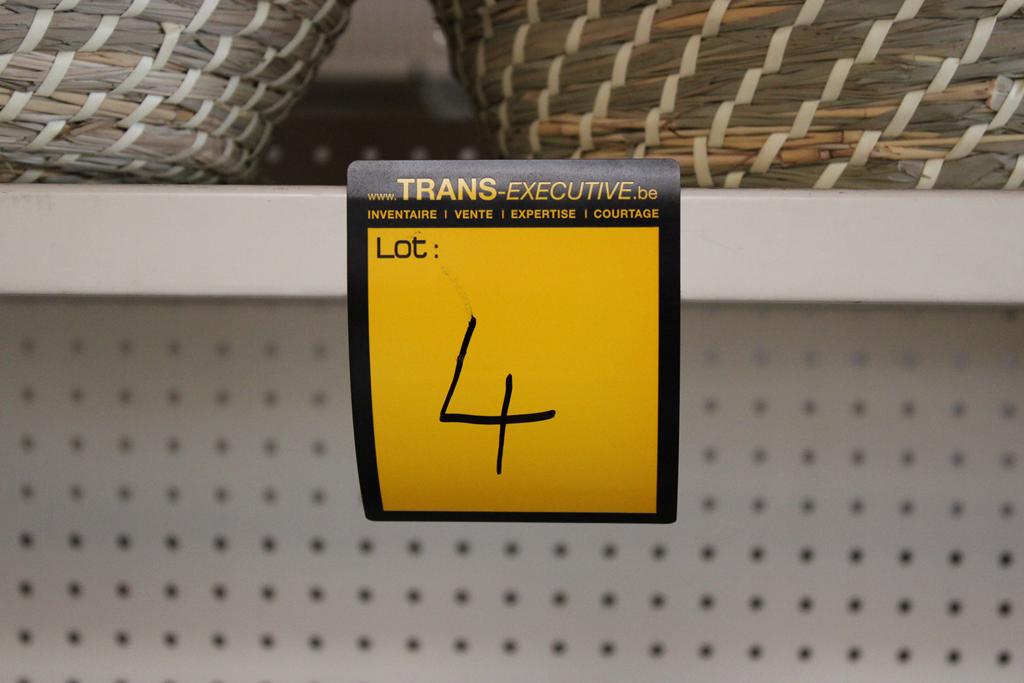 www.TRANS-EXECUTIVE.be
INVENTAIRE | VENTE | EXPERTISE | COURTAGE
Lot:
4